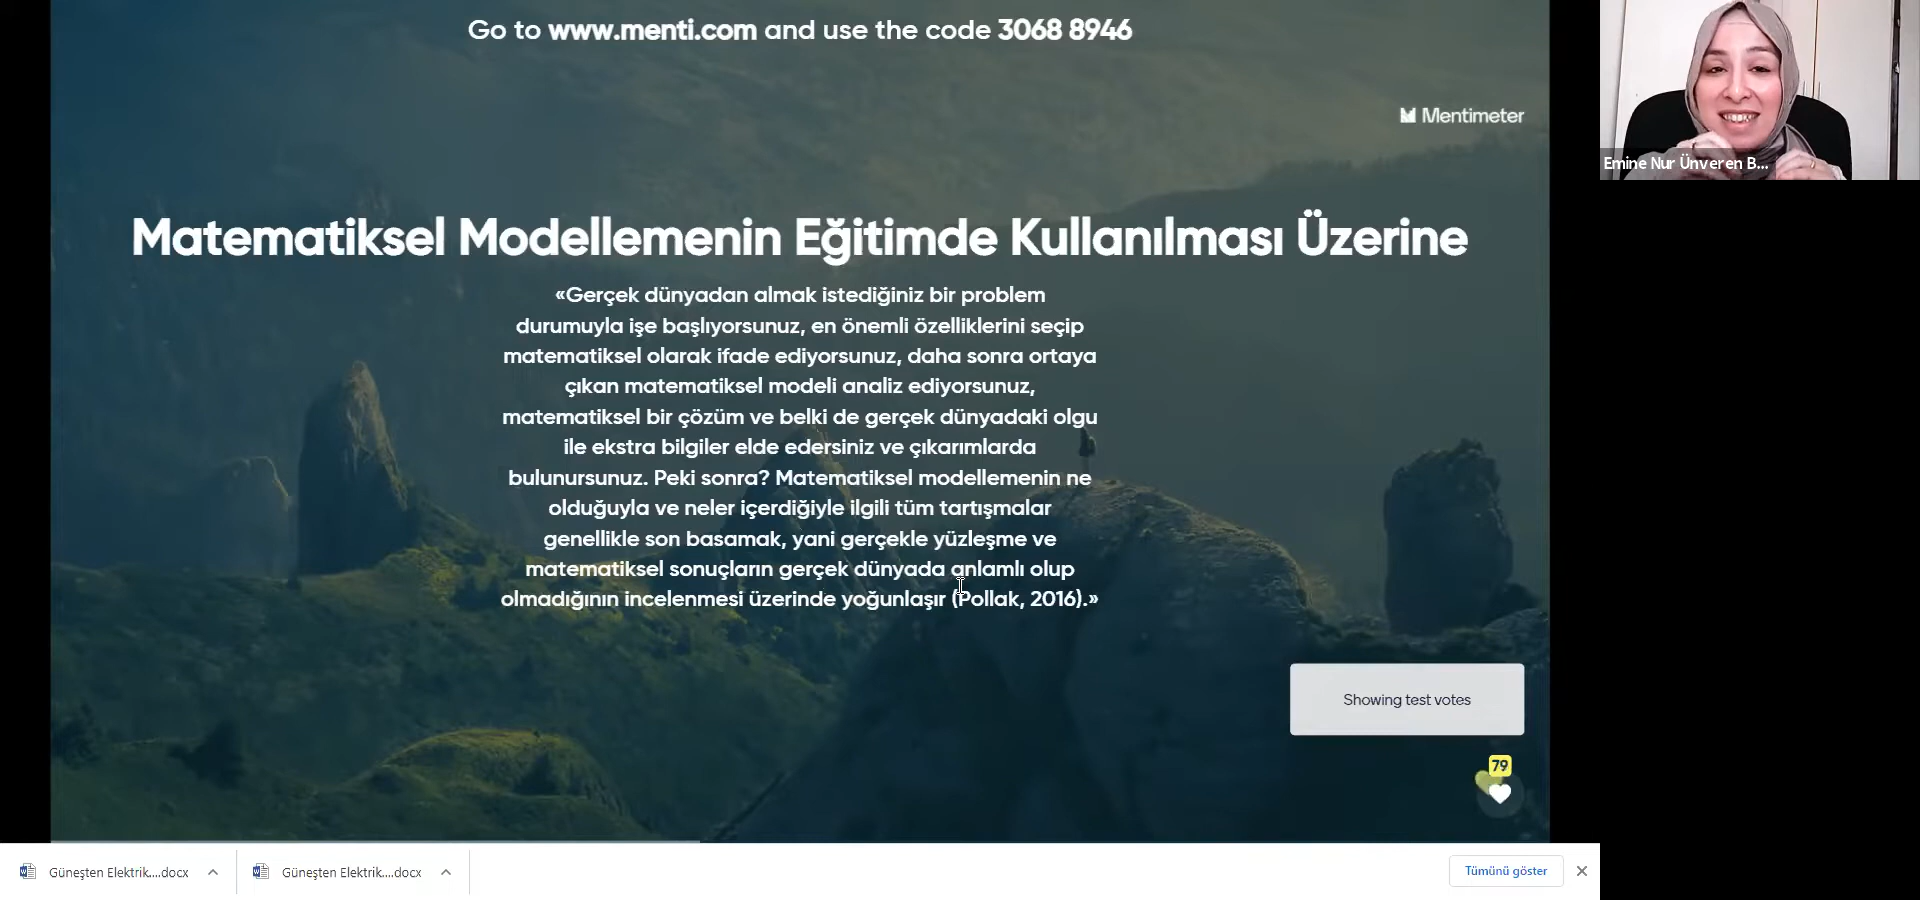 Go to www.menti.com and use the code 3068 8946
Mentimeter
Emine Nur Ünveren B...
Matematiksel Modellemenin Eğitimde Kullanılması Üzerine
«Gerçek dünyadan almak istediğiniz bir problem
durumuyla işe başlıyorsunuz, en önemli özelliklerini seçip
matematiksel olarak ifade ediyorsunuz, daha sonra ortaya
çıkan matematiksel modeli analiz ediyorsunuz,
matematiksel bir çözüm ve belki de gerçek dünyadaki olgu
ile ekstra bilgiler elde edersiniz ve çıkarımlarda
bulunursunuz. Peki sonra? Matematiksel modellemenin ne
olduğuyla ve neler içerdiğiyle ilgili tüm tartışmalar
genellikle son basamak, yani gerçekle yüzleşme ve
matematiksel sonuçların gerçek dünyada anlamlı olup
olmadığının incelenmesi üzerinde yoğunlaşır (Pollak, 2016).»
Showing test votes
79
Güneşten Elektrik....docx
Güneşten Elektrik....docx
Tümünü göster